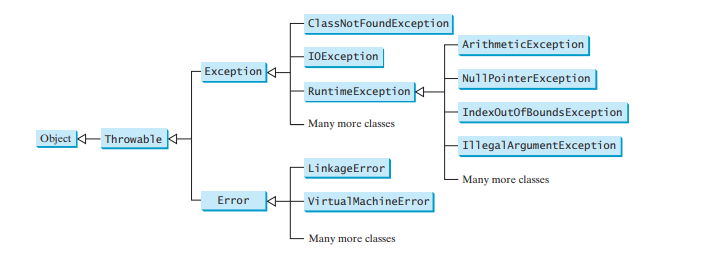 ClassNotFoundException
ArithmeticException
IOException
Exception
NullPointerException
RuntimeException
IndexOutOfBoundsException
Many more classes
Object
Throwable
IllegalArgumentException
LinkageError
Many more classes
Error
VirtualMachineError
Many more classes